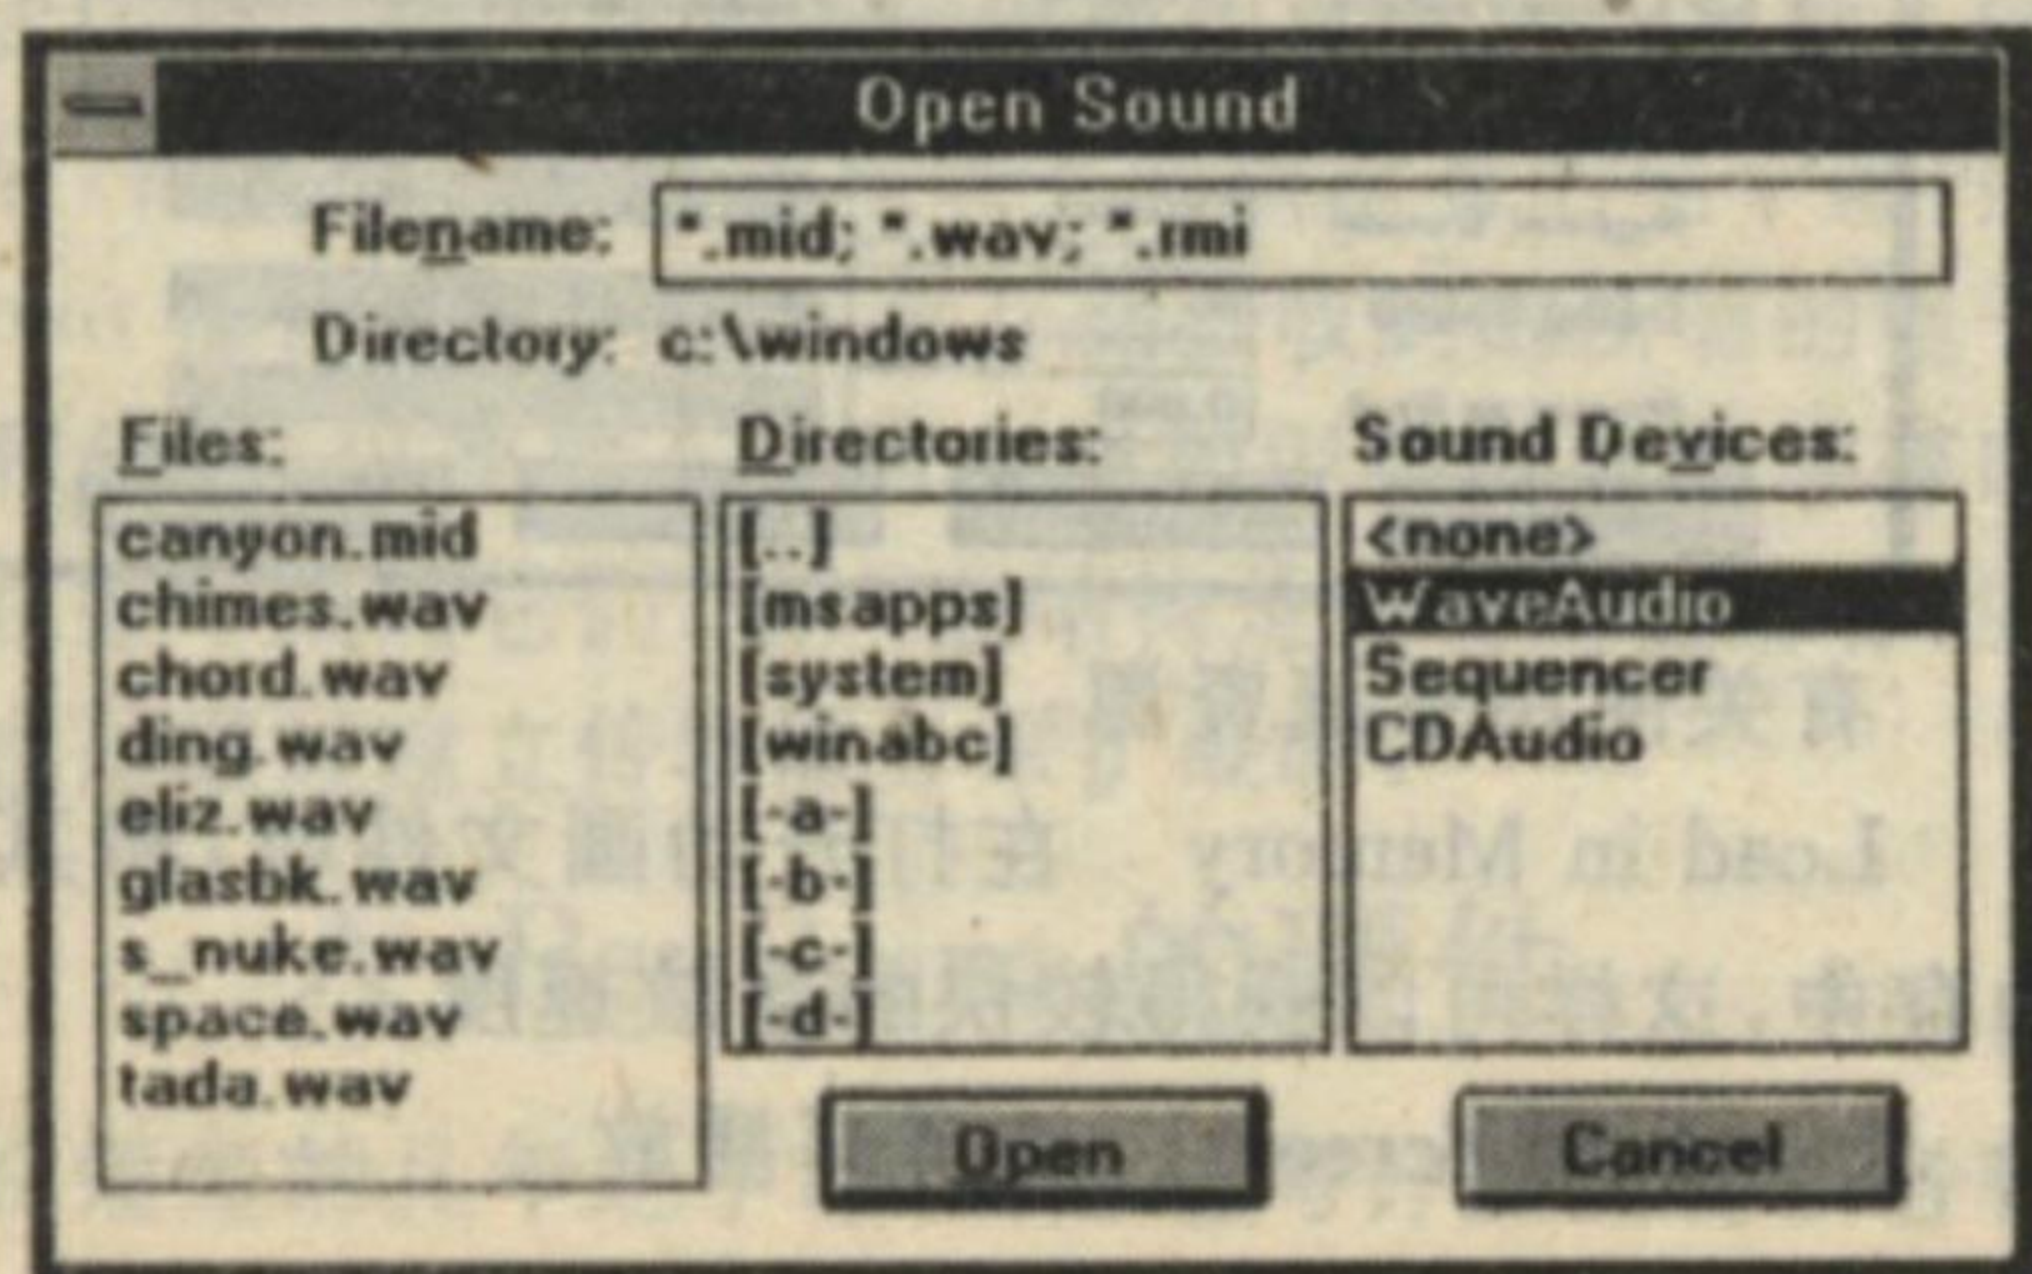 Open Sound
Filename: *.mid; *.wav; *.rmi
Directory: c:\windows
Files:
canyon.mid
chimes.wav
chord.wav
ding.wav
eliz.wav
glasbk.wav
s_nuke.wav
space.wav
tada.wav
Directories:
[..]
[msapps]
[system]
[winabc]
[-a-]
[-b-]
[-c-]
[-d-]
Sound Devices:
<none>
WaveAudio
Sequencer
CDAudio
Open
Cancel
Load in Memory